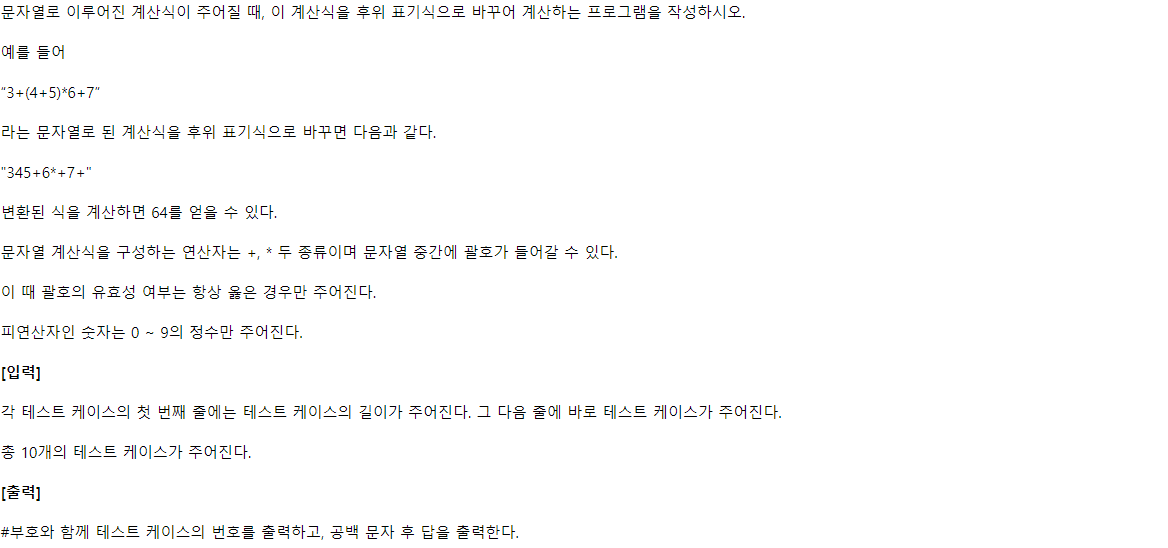 문자열로 이루어진 계산식이 주어질 때, 이 계산식을 후위 표기식으로 바꾸어 계산하는 프로그램을 작성하시오.
예를 들어
“3+(4+5)*6+7”
라는 문자열로 된 계산식을 후위 표기식으로 바꾸면 다음과 같다.
"345+6*+7+"
변환된 식을 계산하면 64를 얻을 수 있다.
문자열 계산식을 구성하는 연산자는 +, * 두 종류이며 문자열 중간에 괄호가 들어갈 수 있다.
이 때 괄호의 유효성 여부는 항상 옳은 경우만 주어진다.
피연산자인 숫자는 0 ~ 9의 정수만 주어진다.
[입력]
각 테스트 케이스의 첫 번째 줄에는 테스트 케이스의 길이가 주어진다. 그 다음 줄에 바로 테스트 케이스가 주어진다.
총 10개의 테스트 케이스가 주어진다.
[출력]
#부호와 함께 테스트 케이스의 번호를 출력하고, 공백 문자 후 답을 출력한다.